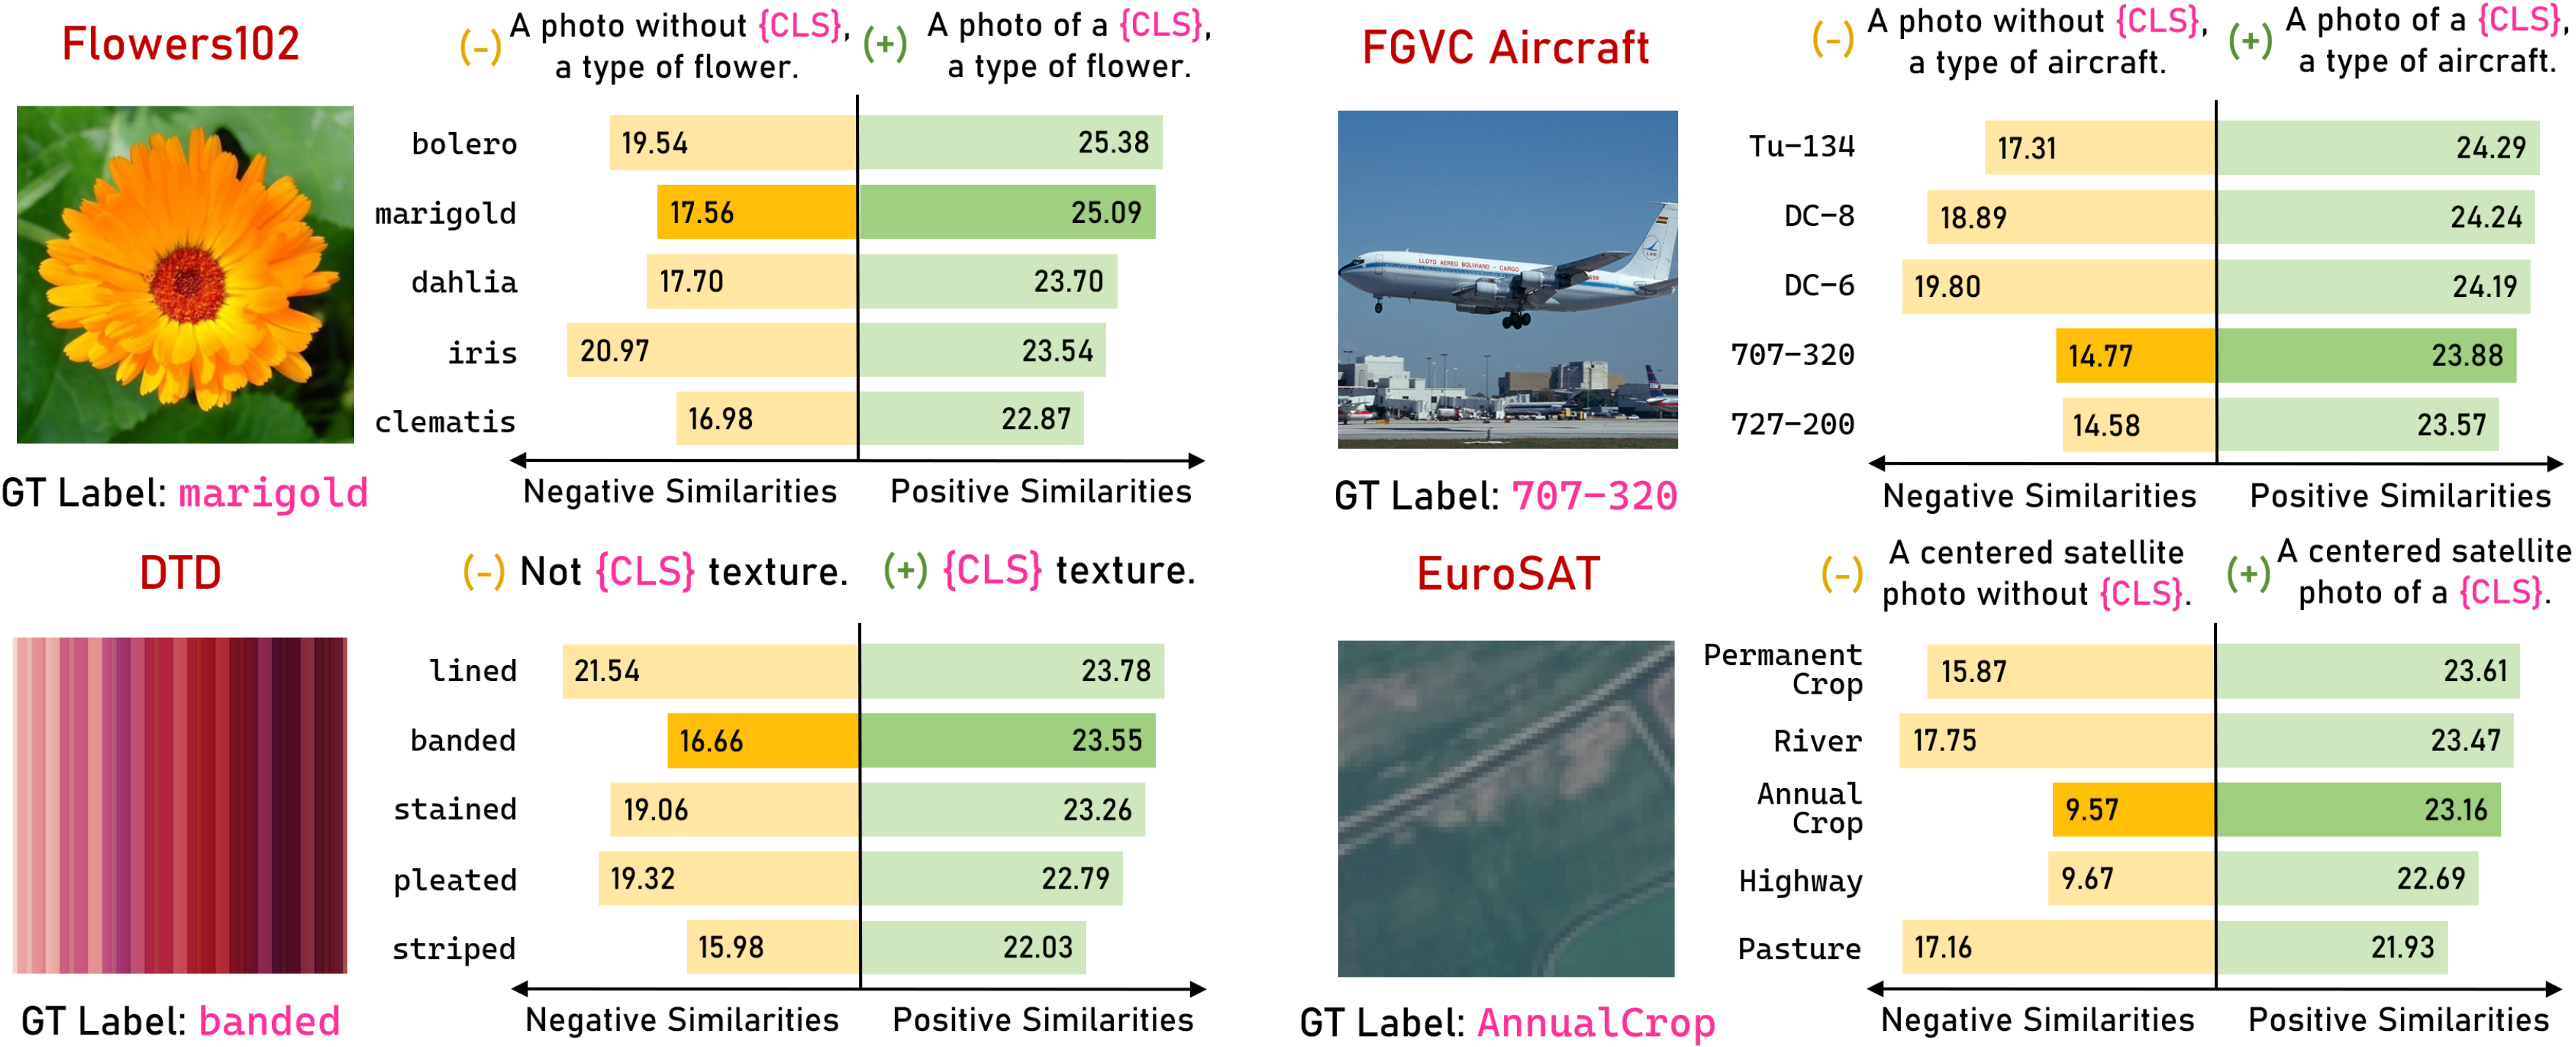 Flowers102
(-) A photo without {CLS}, a type of flower.
(+) A photo of a {CLS}, a type of flower.
bolero 19.54 25.38
marigold 17.56 25.09
dahlia 17.70 23.70
iris 20.97 23.54
clematis 16.98 22.87
Negative Similarities Positive Similarities
GT Label: marigold
FGVC Aircraft
(-) A photo without {CLS}, a type of aircraft.
(+) A photo of a {CLS}, a type of aircraft.
LLOYD AEREO BOLIVIANO - CARGO
Tu-134 17.31 24.29
DC-8 18.89 24.24
DC-6 19.80 24.19
707-320 14.77 23.88
727-200 14.58 23.57
Negative Similarities Positive Similarities
GT Label: 707-320
DTD
(-) Not {CLS} texture.
(+) {CLS} texture.
lined 21.54 23.78
banded 16.66 23.55
stained 19.06 23.26
pleated 19.32 22.79
striped 15.98 22.03
Negative Similarities Positive Similarities
GT Label: banded
EuroSAT
(-) A centered satellite photo without {CLS}.
(+) A centered satellite photo of a {CLS}.
Permanent Crop 15.87 23.61
River 17.75 23.47
Annual Crop 9.57 23.16
Highway 9.67 22.69
Pasture 17.16 21.93
Negative Similarities Positive Similarities
GT Label: AnnualCrop